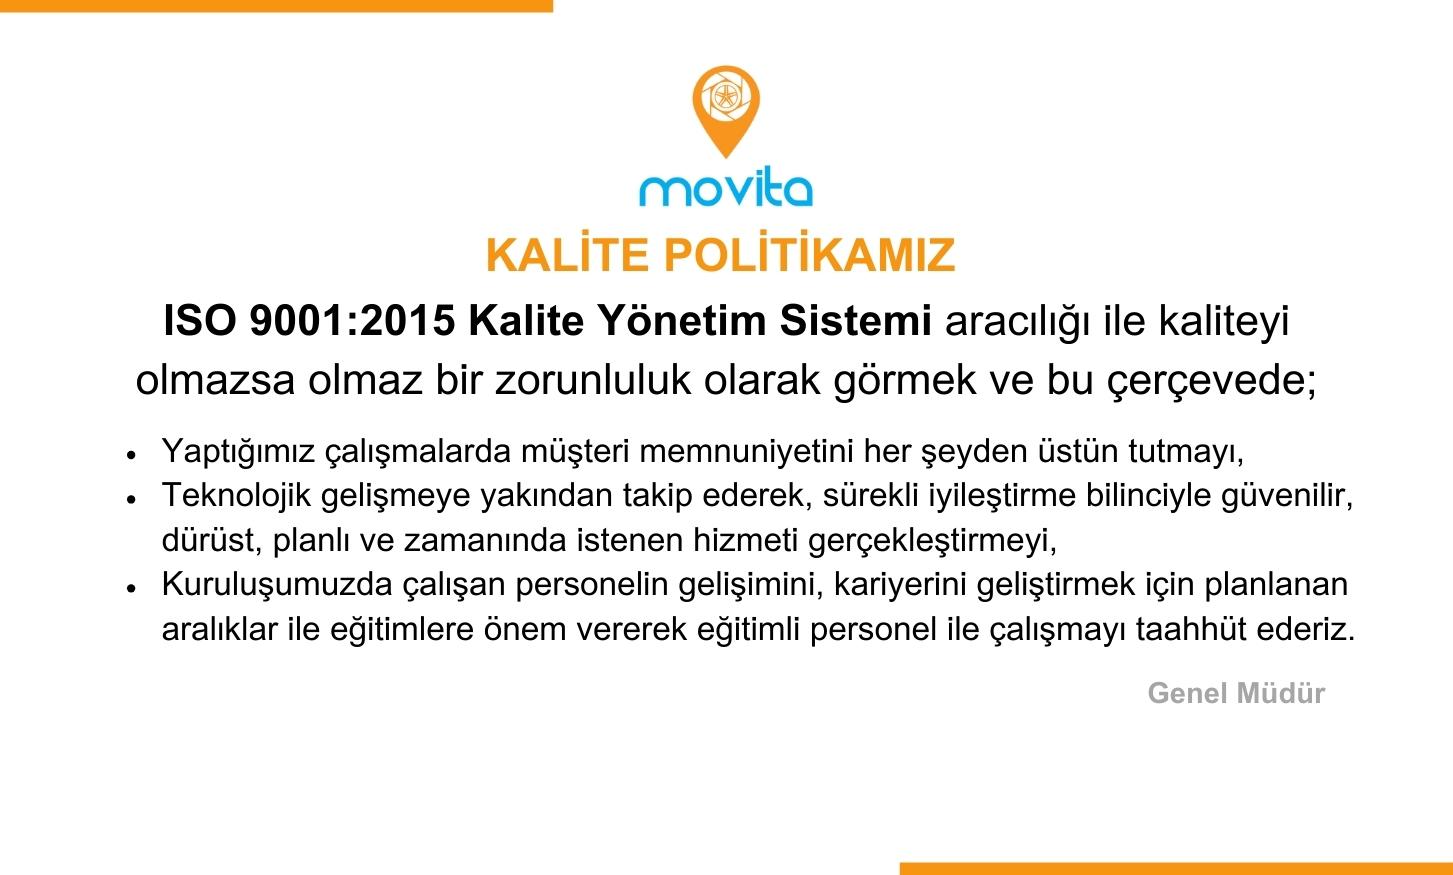 movita
KALİTE POLİTİKAMIZ
ISO 9001:2015 Kalite Yönetim Sistemi aracılığı ile kaliteyi
olmazsa olmaz bir zorunluluk olarak görmek ve bu çerçevede;
• Yaptığımız çalışmalarda müşteri memnuniyetini her şeyden üstün tutmayı,
• Teknolojik gelişmeye yakından takip ederek, sürekli iyileştirme bilinciyle güvenilir,
dürüst, planlı ve zamanında istenen hizmeti gerçekleştirmeyi,
• Kuruluşumuzda çalışan personelin gelişimini, kariyerini geliştirmek için planlanan
aralıklar ile eğitimlere önem vererek eğitimli personel ile çalışmayı taahhüt ederiz.
Genel Müdür